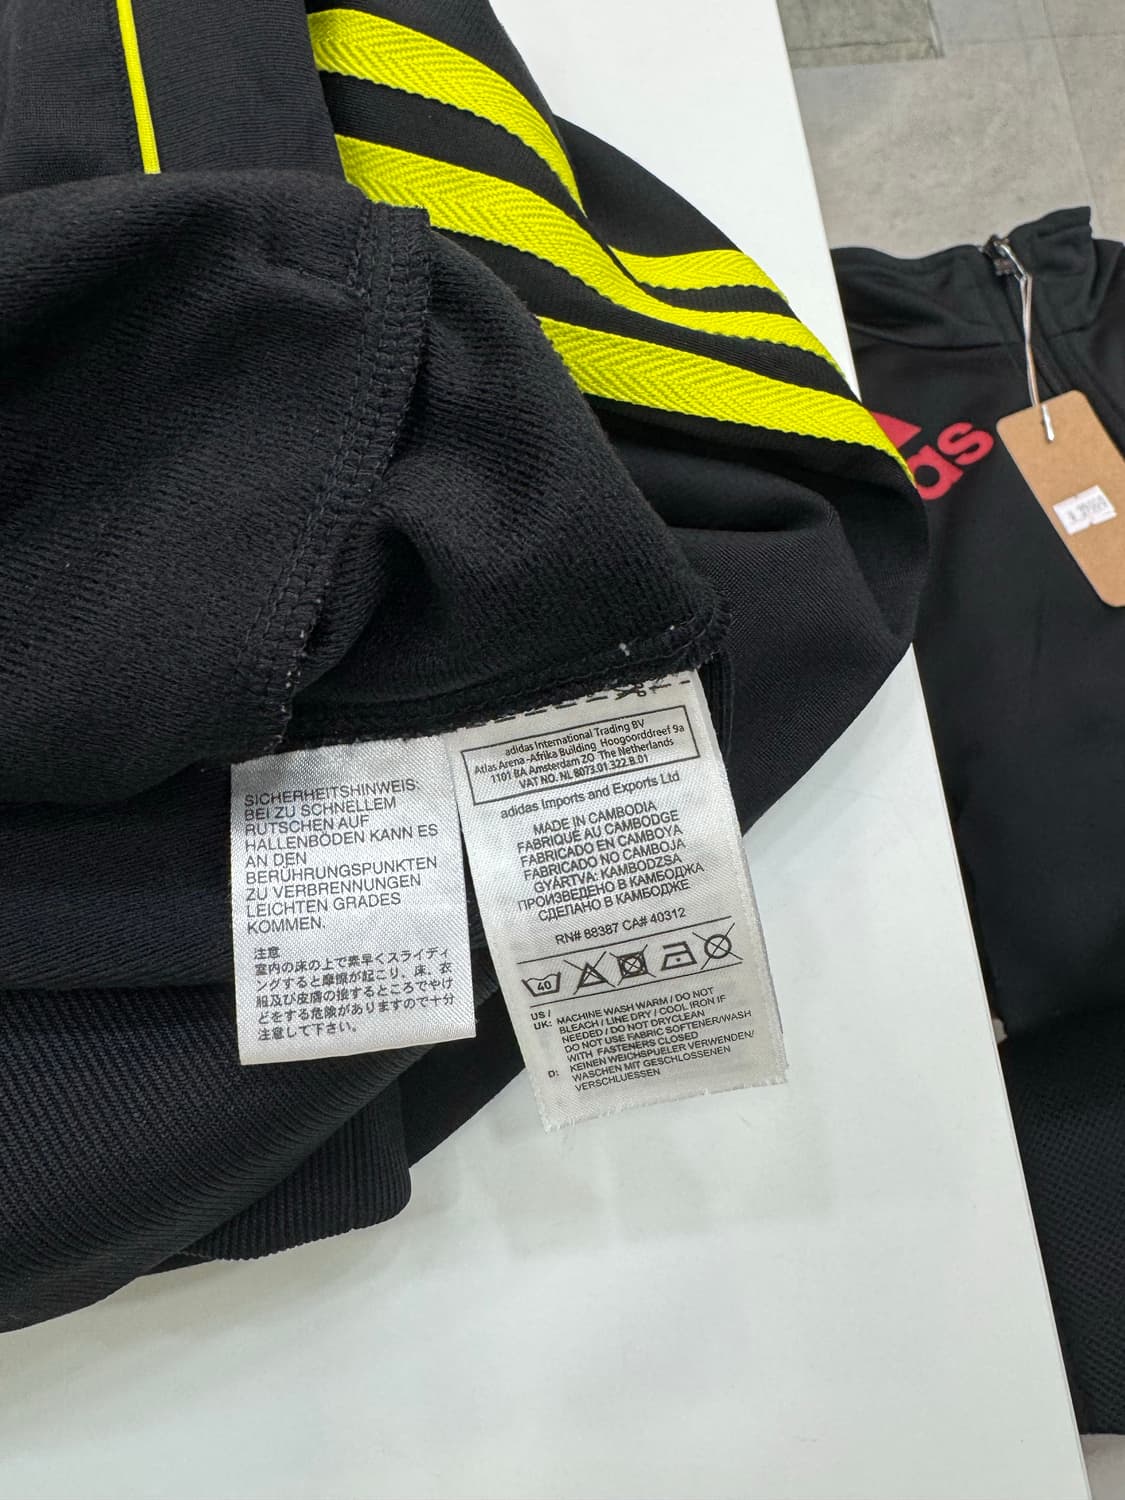 SICHERHEITSHINWEIS:
BEI ZU SCHNELLEM
RUTSCHEN AUF
HALLENBÖDEN KANN ES
AN DEN
BERÜHRUNGSPUNKTEN
ZU VERBRENNUNGEN
LEICHTEN GRADES
KOMMEN.
注意
室内の床の上で素早くスライディ
ングすると摩擦が起こり、床、衣
服及び皮膚の接するところでやけ
どをする危険がありますので十分
注意して下さい。
adidas International Trading BV
Atlas Arena-Afrika Building Hoogoorddreef 9a
1101 BA Amsterdam ZO The Netherlands
VAT NO. NL 8073.01.322.B.01
adidas Imports and Exports Ltd
MADE IN CAMBODIA
FABRIQUÉ AU CAMBODGE
FABRICADO EN CAMBOYA
FABRICADO NO CAMBOJA
GYÁRTVA: KAMBODZSA
ПРОИЗВЕДЕНО В КАМБОДЖА
СДЕЛАНО В КАМБОДЖЕ
RN# 88387 CA# 40312
40
US /
UK: MACHINE WASH WARM / DO NOT
BLEACH / LINE DRY / COOL IRON IF
NEEDED / DO NOT DRYCLEAN
DO NOT USE FABRIC SOFTENER/WASH
WITH FASTENERS CLOSED
D: KEINEN WEICHSPUELER VERWENDEN/
WASCHEN MIT GESCHLOSSENEN
VERSCHLUESSEN
as